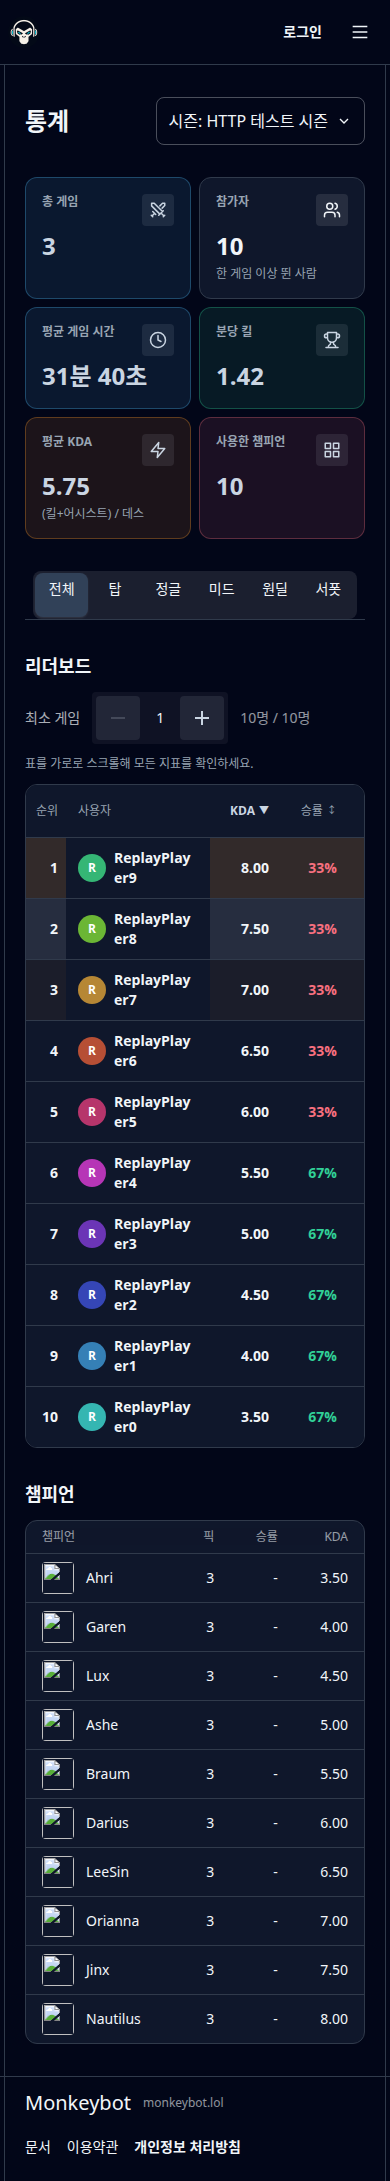 로그인
통계
시즌: HTTP 테스트 시즌
총 게임
3
참가자
10
한 게임 이상 뛴 사람
평균 게임 시간
31분 40초
분당 킬
1.42
평균 KDA
5.75
(킬+어시스트) / 데스
사용한 챔피언
10
전체 탑 정글 미드 원딜 서폿
리더보드
최소 게임 1 10명 / 10명
표를 가로로 스크롤해 모든 지표를 확인하세요.
순위 사용자 KDA ▼ 승률 ↕
1 R ReplayPlay
er9 8.00 33%
2 R ReplayPlay
er8 7.50 33%
3 R ReplayPlay
er7 7.00 33%
4 R ReplayPlay
er6 6.50 33%
5 R ReplayPlay
er5 6.00 33%
6 R ReplayPlay
er4 5.50 67%
7 R ReplayPlay
er3 5.00 67%
8 R ReplayPlay
er2 4.50 67%
9 R ReplayPlay
er1 4.00 67%
10 R ReplayPlay
er0 3.50 67%
챔피언
챔피언 픽 승률 KDA
Ahri 3 - 3.50
Garen 3 - 4.00
Lux 3 - 4.50
Ashe 3 - 5.00
Braum 3 - 5.50
Darius 3 - 6.00
LeeSin 3 - 6.50
Orianna 3 - 7.00
Jinx 3 - 7.50
Nautilus 3 - 8.00
Monkeybot monkeybot.lol
문서 이용약관 개인정보 처리방침